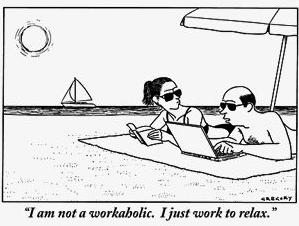 GREGORY
"I am not a workaholic. I just work to relax."